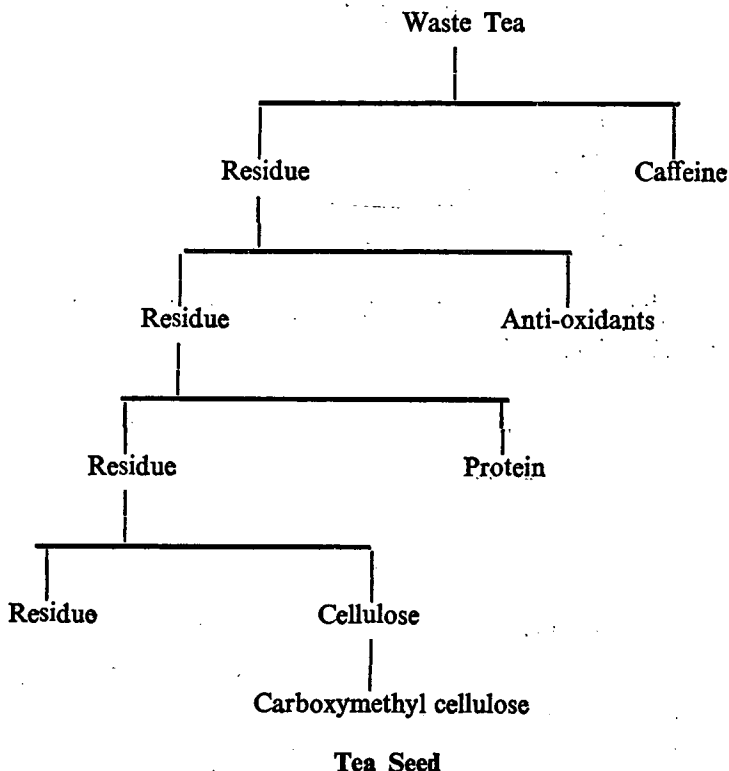 Waste Tea
Residue Caffeine
Residue Anti-oxidants
Residue Protein
Residue Cellulose
Carboxymethyl cellulose
Tea Seed